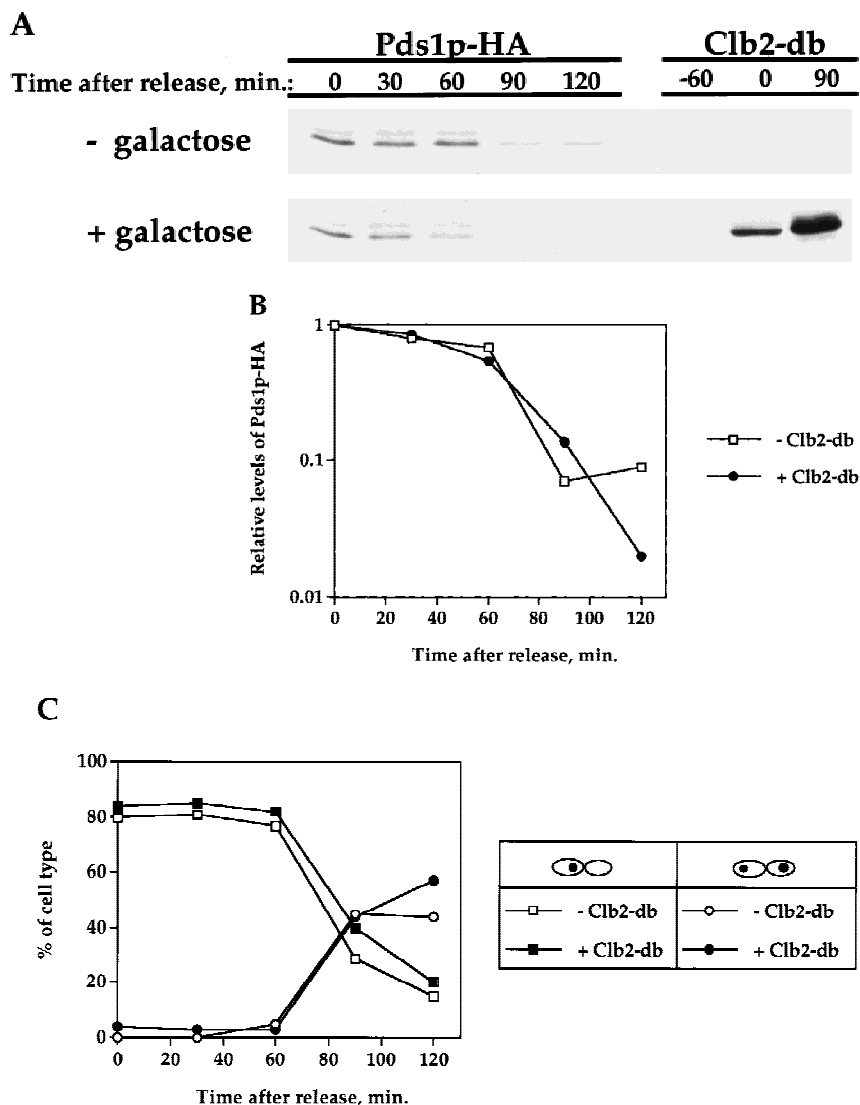 A
Pds1p-HA Clb2-db
Time after release, min.: 0 30 60 90 120 -60 0 90
- galactose
+ galactose
B
Relative levels of Pds1p-HA
1
0.1
0.01
0 20 40 60 80 100 120
Time after release, min.
- Clb2-db
+ Clb2-db
C
% of cell type
100
80
60
40
20
0
0 20 40 60 80 100 120
Time after release, min.
- Clb2-db - Clb2-db
+ Clb2-db + Clb2-db